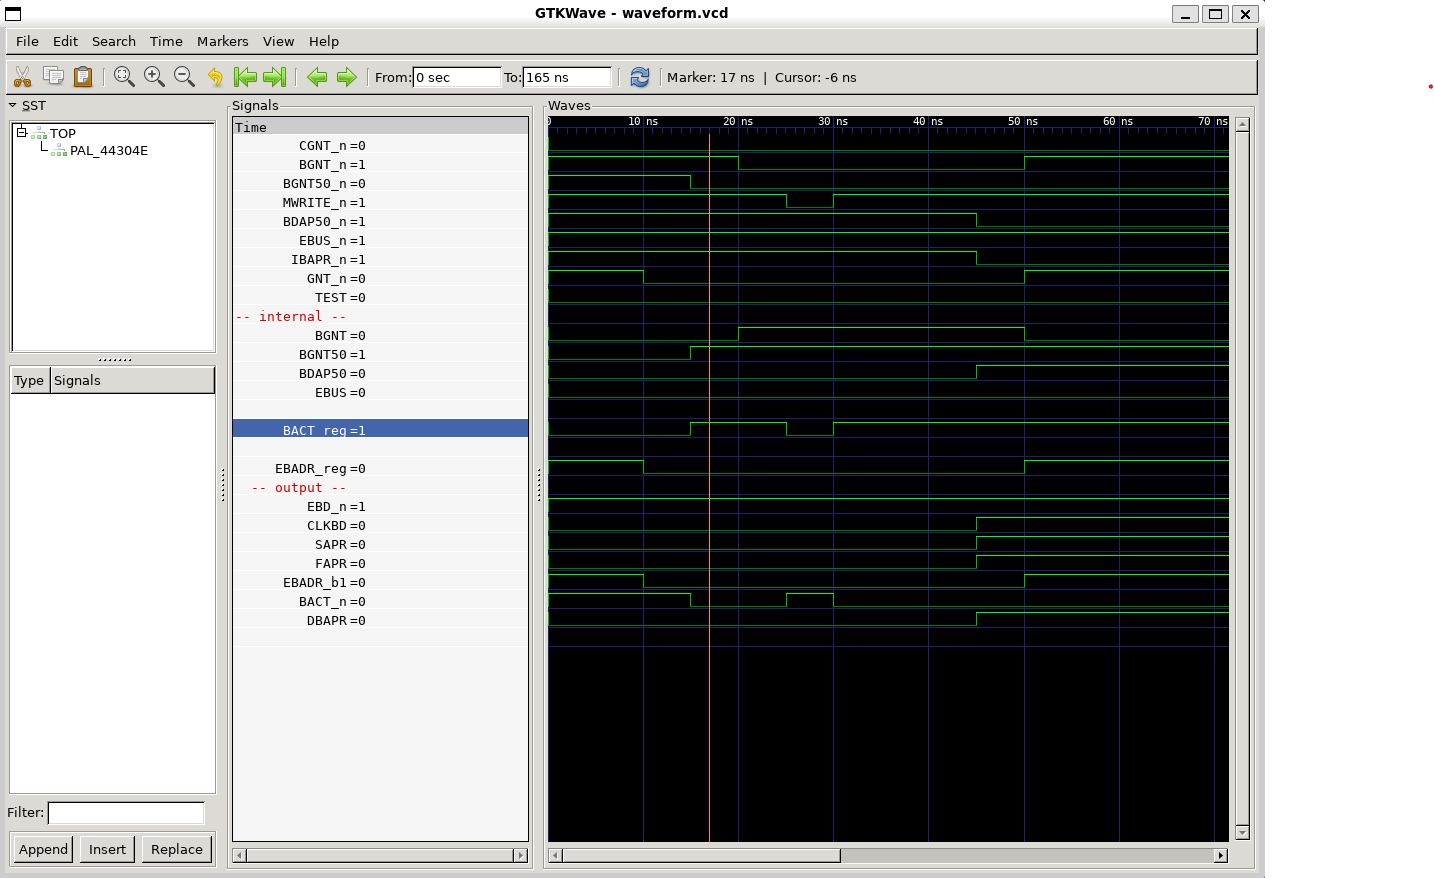 GTKWave - waveform.vcd
File Edit Search Time Markers View Help
From: 0 sec To: 165 ns Marker: 17 ns | Cursor: -6 ns
SST
TOP
PAL_44304E
Type Signals
Filter:
Append Insert Replace
Signals
Time
CGNT_n=0
BGNT_n=1
BGNT50_n=0
MWRITE_n=1
BDAP50_n=1
EBUS_n=1
IBAPR_n=1
GNT_n=0
TEST=0
-- internal --
BGNT=0
BGNT50=1
BDAP50=0
EBUS=0
BACT_reg=1
EBADR_reg=0
-- output --
EBD_n=1
CLKBD=0
SAPR=0
FAPR=0
EBADR_b1=0
BACT_n=0
DBAPR=0
Waves
0 10 ns 20 ns 30 ns 40 ns 50 ns 60 ns 70 ns